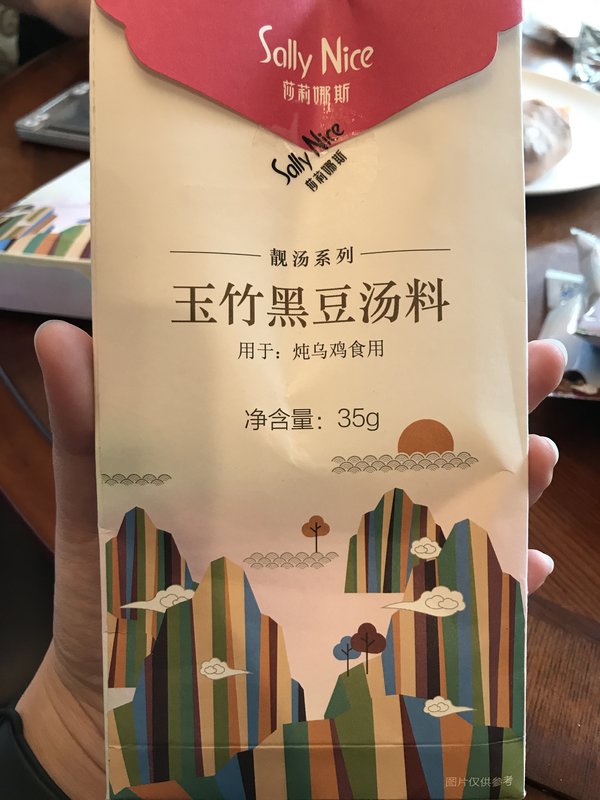 Sally Nice
莎莉娜斯
Sally Nice
莎莉娜斯
靓汤系列
玉竹黑豆汤料
用于：炖乌鸡食用
净含量：35g
图片仅供参考